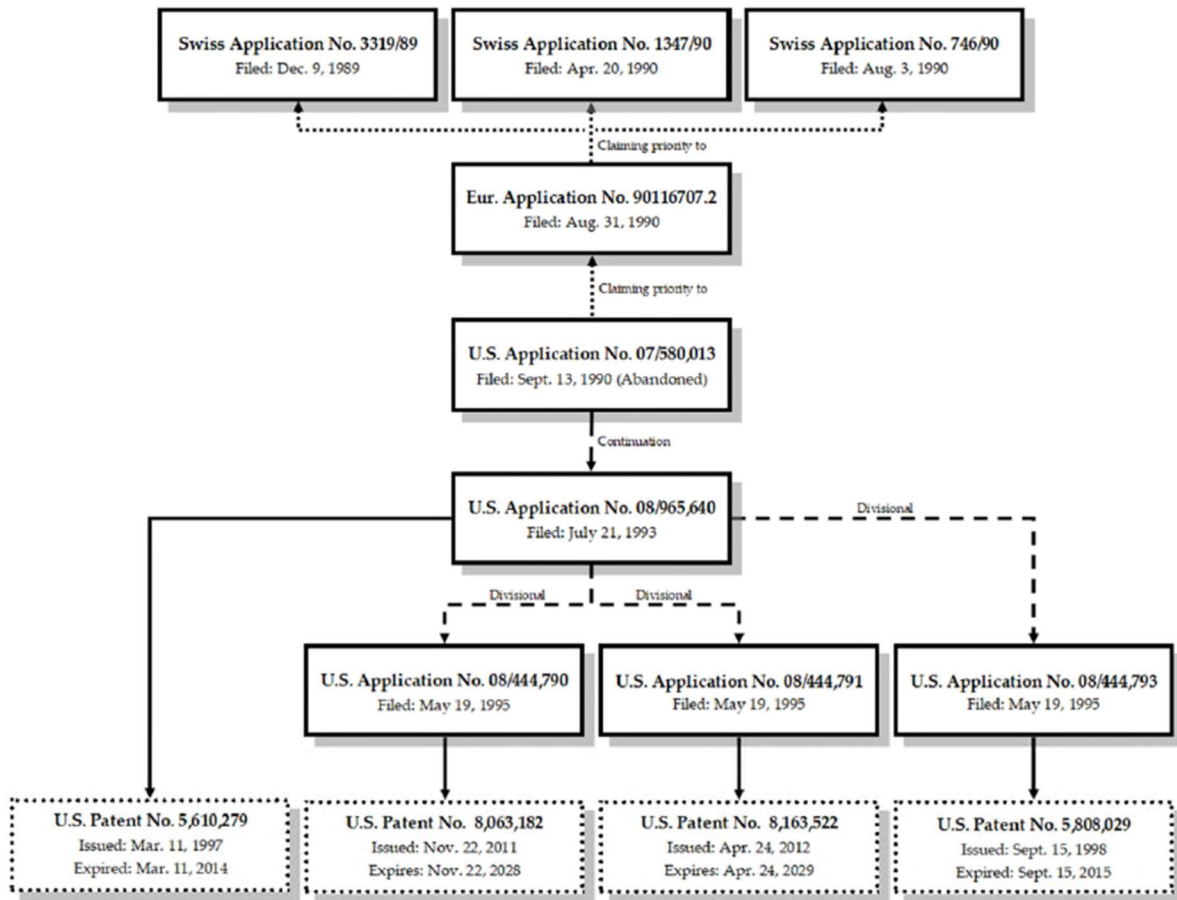 Swiss Application No. 3319/89
Filed: Dec. 9, 1989
Swiss Application No. 1347/90
Filed: Apr. 20, 1990
Swiss Application No. 746/90
Filed: Aug. 3, 1990
Claiming priority to
Eur. Application No. 90116707.2
Filed: Aug. 31, 1990
Claiming priority to
U.S. Application No. 07/580,013
Filed: Sept. 13, 1990 (Abandoned)
Continuation
U.S. Application No. 08/965,640
Filed: July 21, 1993
Divisional
Divisional
Divisional
U.S. Application No. 08/444,790
Filed: May 19, 1995
U.S. Application No. 08/444,791
Filed: May 19, 1995
U.S. Application No. 08/444,793
Filed: May 19, 1995
U.S. Patent No. 5,610,279
Issued: Mar. 11, 1997
Expired: Mar. 11, 2014
U.S. Patent No. 8,063,182
Issued: Nov. 22, 2011
Expires: Nov. 22, 2028
U.S. Patent No. 8,163,522
Issued: Apr. 24, 2012
Expires: Apr. 24, 2029
U.S. Patent No. 5,808,029
Issued: Sept. 15, 1998
Expired: Sept. 15, 2015